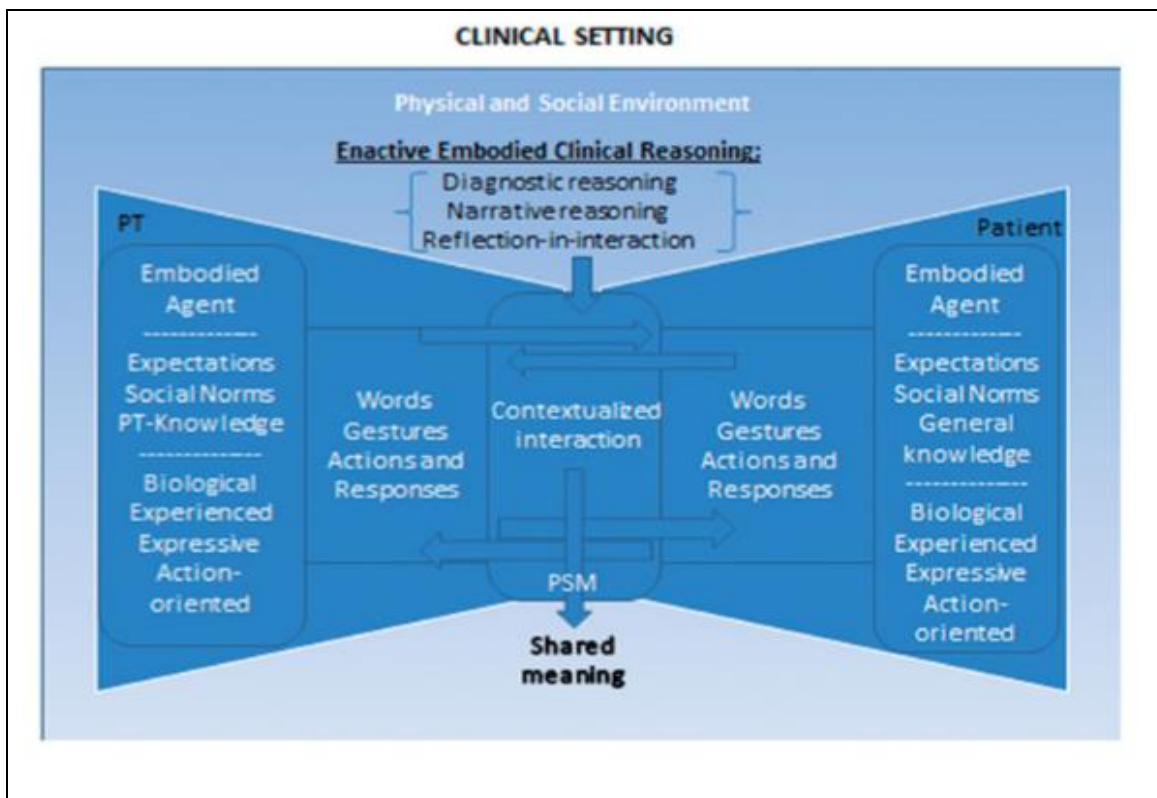 CLINICAL SETTING
Physical and Social Environment
Enactive Embodied Clinical Reasoning:
Diagnostic reasoning
Narrative reasoning
Reflection-in-interaction
PT
Embodied
Agent
-------------
Expectations
Social Norms
PT-Knowledge
-------------
Biological
Experienced
Expressive
Action-
oriented
Words
Gestures
Actions and
Responses
Contextualized
interaction
PSM
Shared
meaning
Words
Gestures
Actions and
Responses
Patient
Embodied
Agent
-------------
Expectations
Social Norms
General
knowledge
-------------
Biological
Experienced
Expressive
Action-
oriented